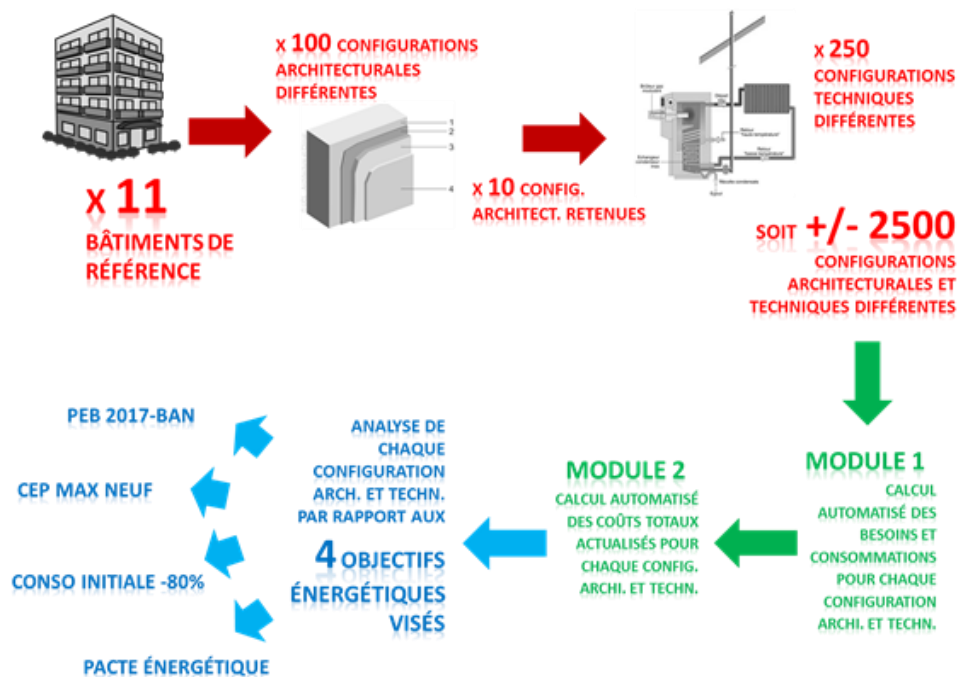 X 11
BÂTIMENTS DE
RÉFÉRENCE
X 100 CONFIGURATIONS
ARCHITECTURALES
DIFFÉRENTES
1
2
3
4
X 10 CONFIG.
ARCHITECT. RETENUES
X 250
CONFIGURATIONS
TECHNIQUES
DIFFÉRENTES
SOIT +/- 2500
CONFIGURATIONS
ARCHITECTURALES ET
TECHNIQUES DIFFÉRENTES
MODULE 1
CALCUL
AUTOMATISÉ DES
BESOINS ET
CONSOMMATIONS
POUR CHAQUE
CONFIGURATION
ARCHI. ET TECHN.
MODULE 2
CALCUL AUTOMATISÉ
DES COÛTS TOTAUX
ACTUALISÉS POUR
CHAQUE CONFIG.
ARCHI. ET TECHN.
ANALYSE DE
CHAQUE
CONFIGURATION
ARCH. ET TECHN.
PAR RAPPORT AUX
4 OBJECTIFS
ÉNERGÉTIQUES
VISÉS
PEB 2017-BAN
CEP MAX NEUF
CONSO INITIALE -80%
PACTE ÉNERGÉTIQUE